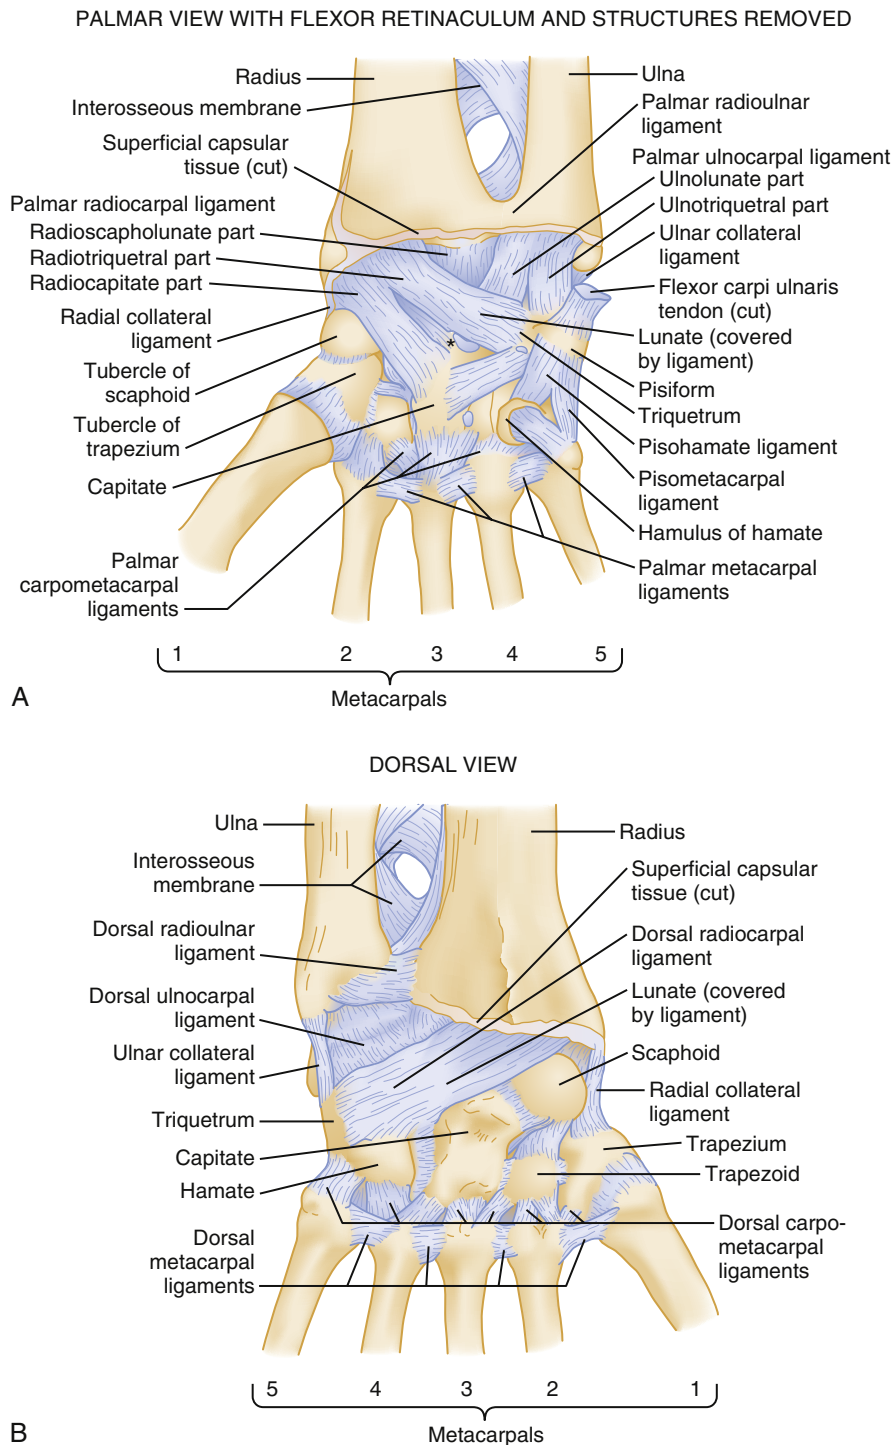 PALMAR VIEW WITH FLEXOR RETINACULUM AND STRUCTURES REMOVED
Radius
Interosseous membrane
Superficial capsular
tissue (cut)
Palmar radiocarpal ligament
Radioscapholunate part
Radiotriquetral part
Radiocapitate part
Radial collateral
ligament
Tubercle of
scaphoid
Tubercle of
trapezium
Capitate
Palmar
carpometacarpal
ligaments
Ulna
Palmar radioulnar
ligament
Palmar ulnocarpal ligament
Ulnolunate part
Ulnotriquetral part
Ulnar collateral
ligament
Flexor carpi ulnaris
tendon (cut)
Lunate (covered
by ligament)
Pisiform
Triquetrum
Pisohamate ligament
Pisometacarpal
ligament
Hamulus of hamate
Palmar metacarpal
ligaments
*
1 2 3 4 5
Metacarpals
A
DORSAL VIEW
Ulna
Interosseous
membrane
Dorsal radioulnar
ligament
Dorsal ulnocarpal
ligament
Ulnar collateral
ligament
Triquetrum
Capitate
Hamate
Dorsal
metacarpal
ligaments
Radius
Superficial capsular
tissue (cut)
Dorsal radiocarpal
ligament
Lunate (covered
by ligament)
Scaphoid
Radial collateral
ligament
Trapezium
Trapezoid
Dorsal carpo-
metacarpal
ligaments
5 4 3 2 1
Metacarpals
B